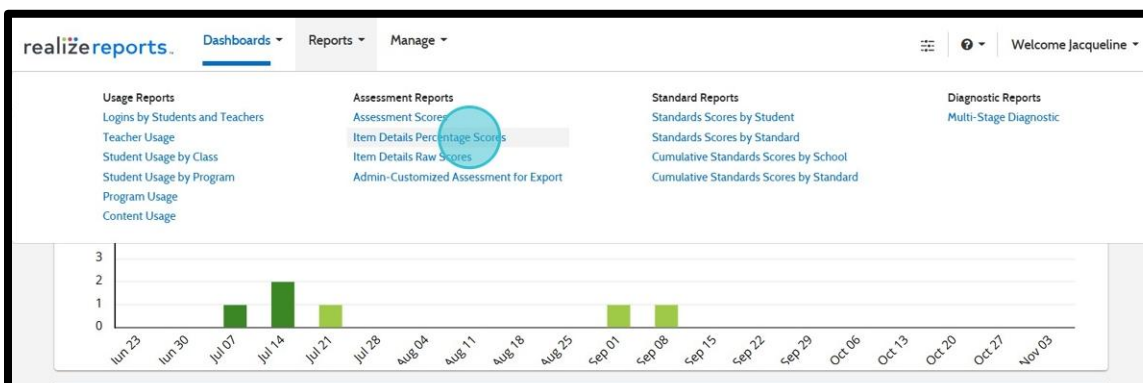 realizereports™
Dashboards
Reports
Manage
Welcome Jacqueline
Usage Reports
Logins by Students and Teachers
Teacher Usage
Student Usage by Class
Student Usage by Program
Program Usage
Content Usage
Assessment Reports
Assessment Scores
Item Details Percentage Scores
Item Details Raw Scores
Admin-Customized Assessment for Export
Standard Reports
Standards Scores by Student
Standards Scores by Standard
Cumulative Standards Scores by School
Cumulative Standards Scores by Standard
Diagnostic Reports
Multi-Stage Diagnostic
3
2
1
0
Jun 23
Jun 30
Jul 07
Jul 14
Jul 21
Jul 28
Aug 04
Aug 11
Aug 18
Aug 25
Sep 01
Sep 08
Sep 15
Sep 22
Sep 29
Oct 06
Oct 13
Oct 20
Oct 27
Nov 03